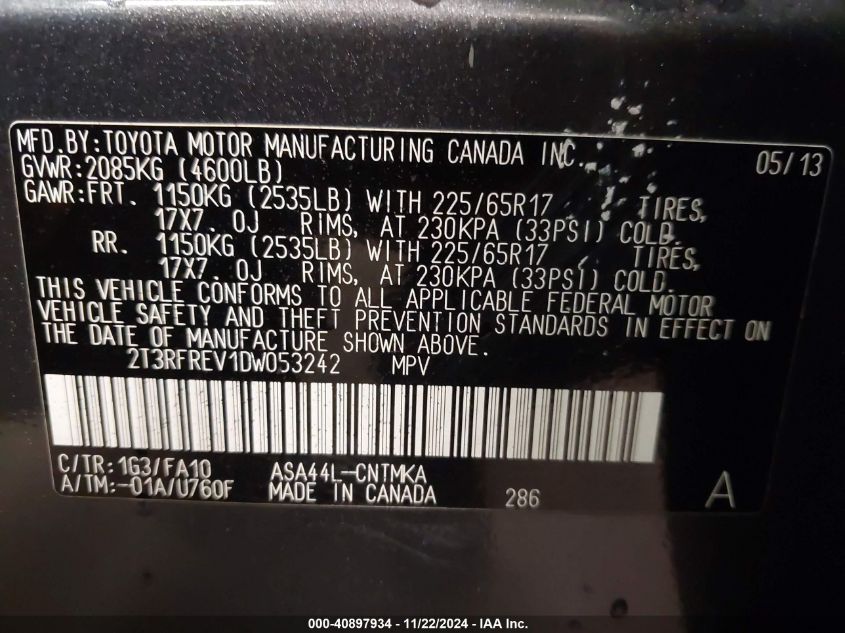 MFD.BY:TOYOTA MOTOR MANUFACTURING CANADA INC. 05/13
GVWR:2085KG (4600LB)
GAWR:FRT. 1150KG (2535LB) WITH 225/65R17 TIRES,
17X7.0J RIMS, AT 230KPA (33PSI) COLD.
RR. 1150KG (2535LB) WITH 225/65R17 TIRES,
17X7.0J RIMS, AT 230KPA (33PSI) COLD.
THIS VEHICLE CONFORMS TO ALL APPLICABLE FEDERAL MOTOR
VEHICLE SAFETY AND THEFT PREVENTION STANDARDS IN EFFECT ON
THE DATE OF MANUFACTURE SHOWN ABOVE.
2T3RFREV1DW053242 MPV
C/TR:1G3/FA10 ASA44L-CNTMKA
A/TM:-01A/U760F MADE IN CANADA 286 A
000-40897934 - 11/22/2024 - IAA Inc.